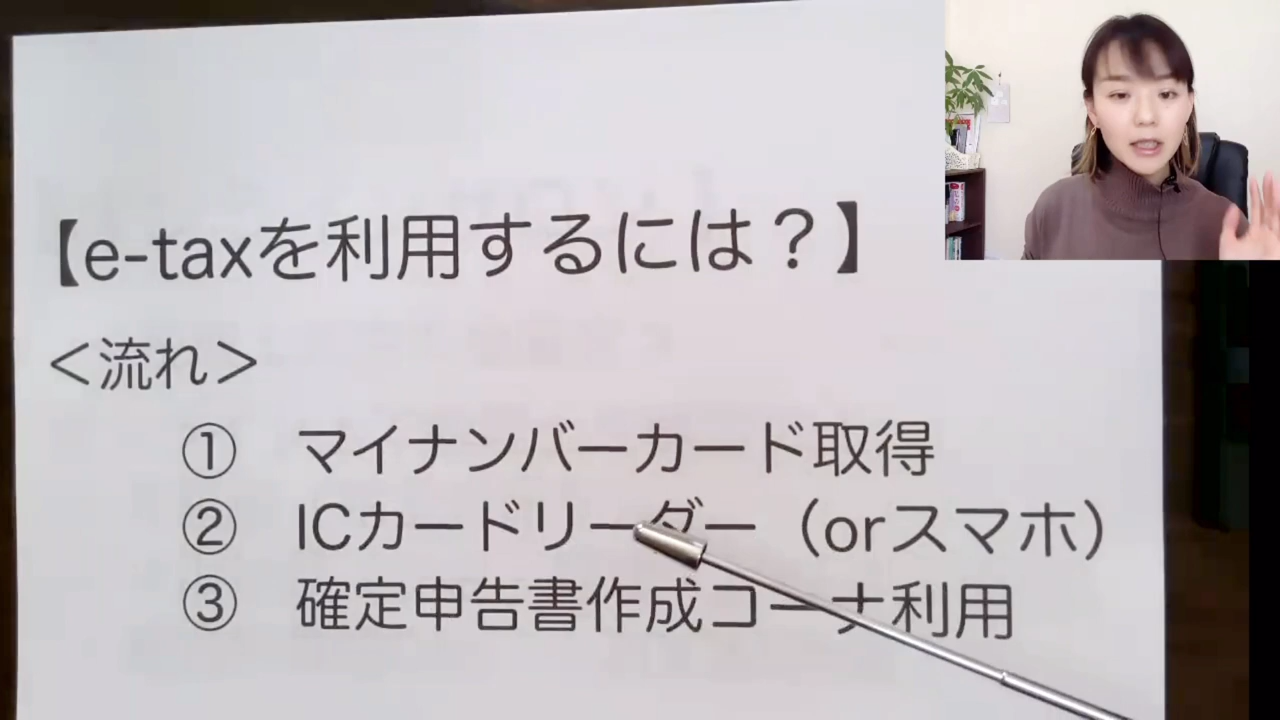 【e-taxを利用するには？】
＜流れ＞
① マイナンバーカード取得
② ICカードリーダー（orスマホ）
③ 確定申告書作成コーナ利用